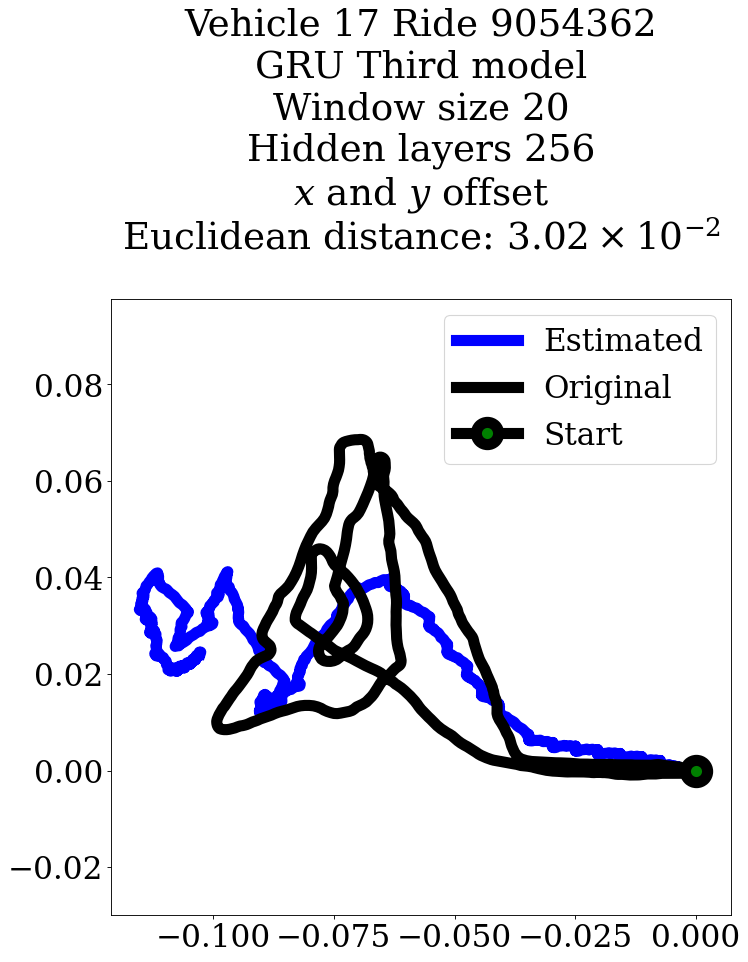 Vehicle 17 Ride 9054362
GRU Third model
Window size 20
Hidden layers 256
x and y offset
Euclidean distance: 3.02 × 10⁻²
Estimated
Original
Start
0.08
0.06
0.04
0.02
0.00
−0.02
−0.100 −0.075 −0.050 −0.025 0.000